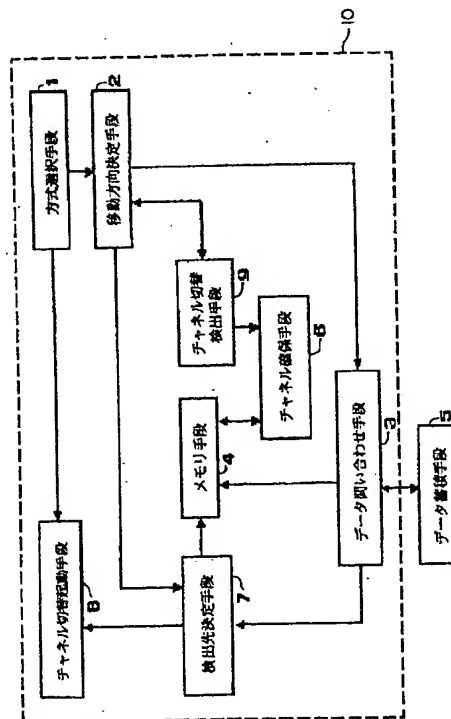 10
方式選択手段
1
移動方向決定手段
2
チャネル切替
検出手段
9
チャネル確保手段
6
メモリ手段
4
データ問い合わせ手段
3
データ蓄積手段
5
検出先決定手段
7
チャネル切替起動手段
8